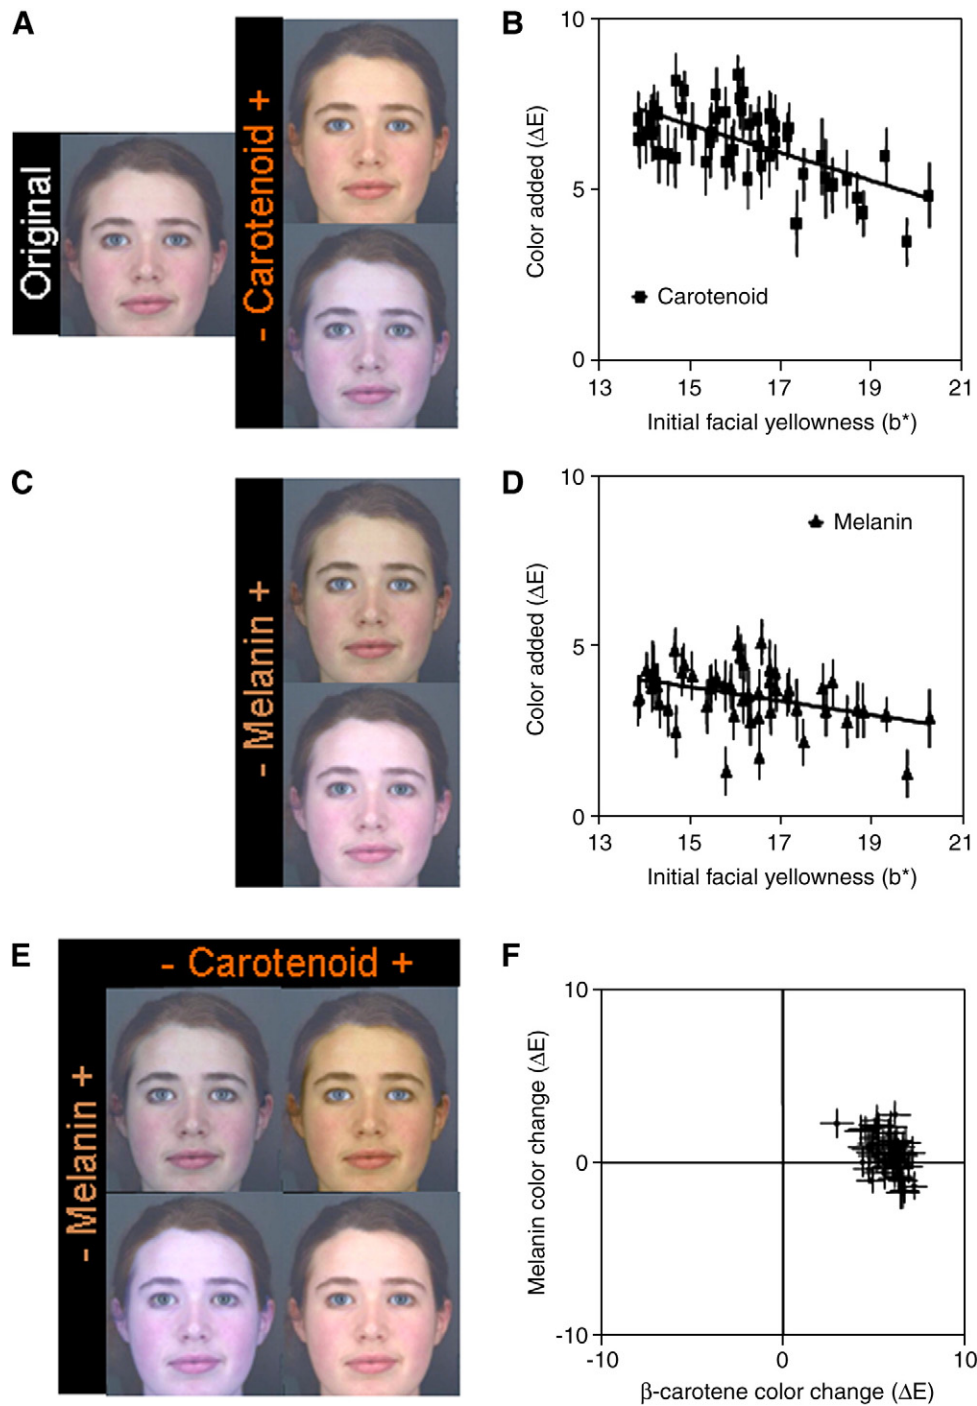 A
Original
- Carotenoid +
B
10
5
0
Color added (ΔE)
Carotenoid
13 15 17 19 21
Initial facial yellowness (b*)
C
- Melanin +
D
10
5
0
Color added (ΔE)
Melanin
13 15 17 19 21
Initial facial yellowness (b*)
E
- Carotenoid +
- Melanin +
F
10
0
-10
Melanin color change (ΔE)
-10 0 10
β-carotene color change (ΔE)